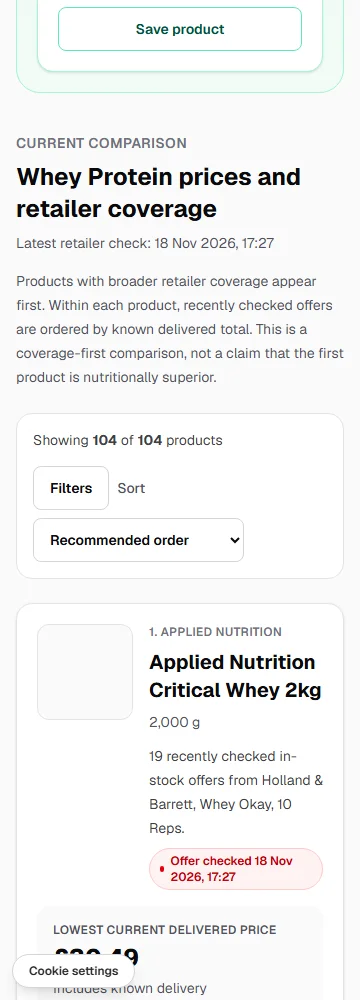 Save product
CURRENT COMPARISON
Whey Protein prices and
retailer coverage
Latest retailer check: 18 Nov 2026, 17:27
Products with broader retailer coverage appear
first. Within each product, recently checked offers
are ordered by known delivered total. This is a
coverage-first comparison, not a claim that the first
product is nutritionally superior.
Showing 104 of 104 products
Filters
Sort
Recommended order
1. APPLIED NUTRITION
Applied Nutrition
Critical Whey 2kg
2,000 g
19 recently checked in-
stock offers from Holland &
Barrett, Whey Okay, 10
Reps.
Offer checked 18 Nov
2026, 17:27
LOWEST CURRENT DELIVERED PRICE
Cookie settings
includes known delivery